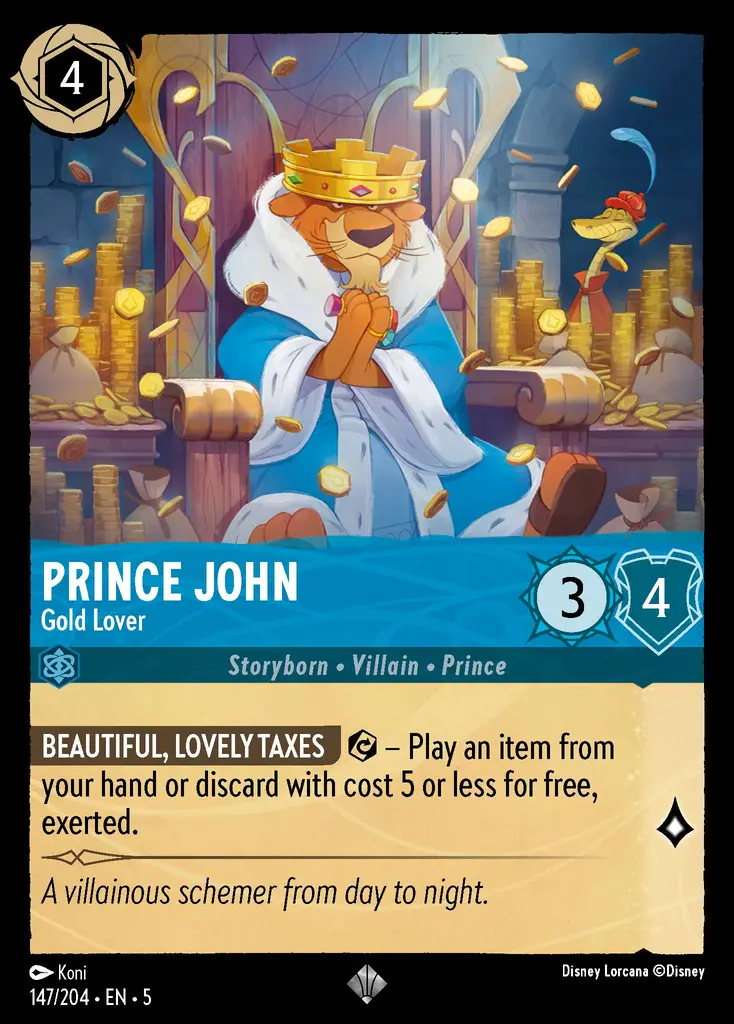 4
PRINCE JOHN
Gold Lover
3
4
Storyborn • Villain • Prince
BEAUTIFUL, LOVELY TAXES – Play an item from
your hand or discard with cost 5 or less for free,
exerted.
A villainous schemer from day to night.
Koni
Disney Lorcana ©Disney
147/204 • EN • 5